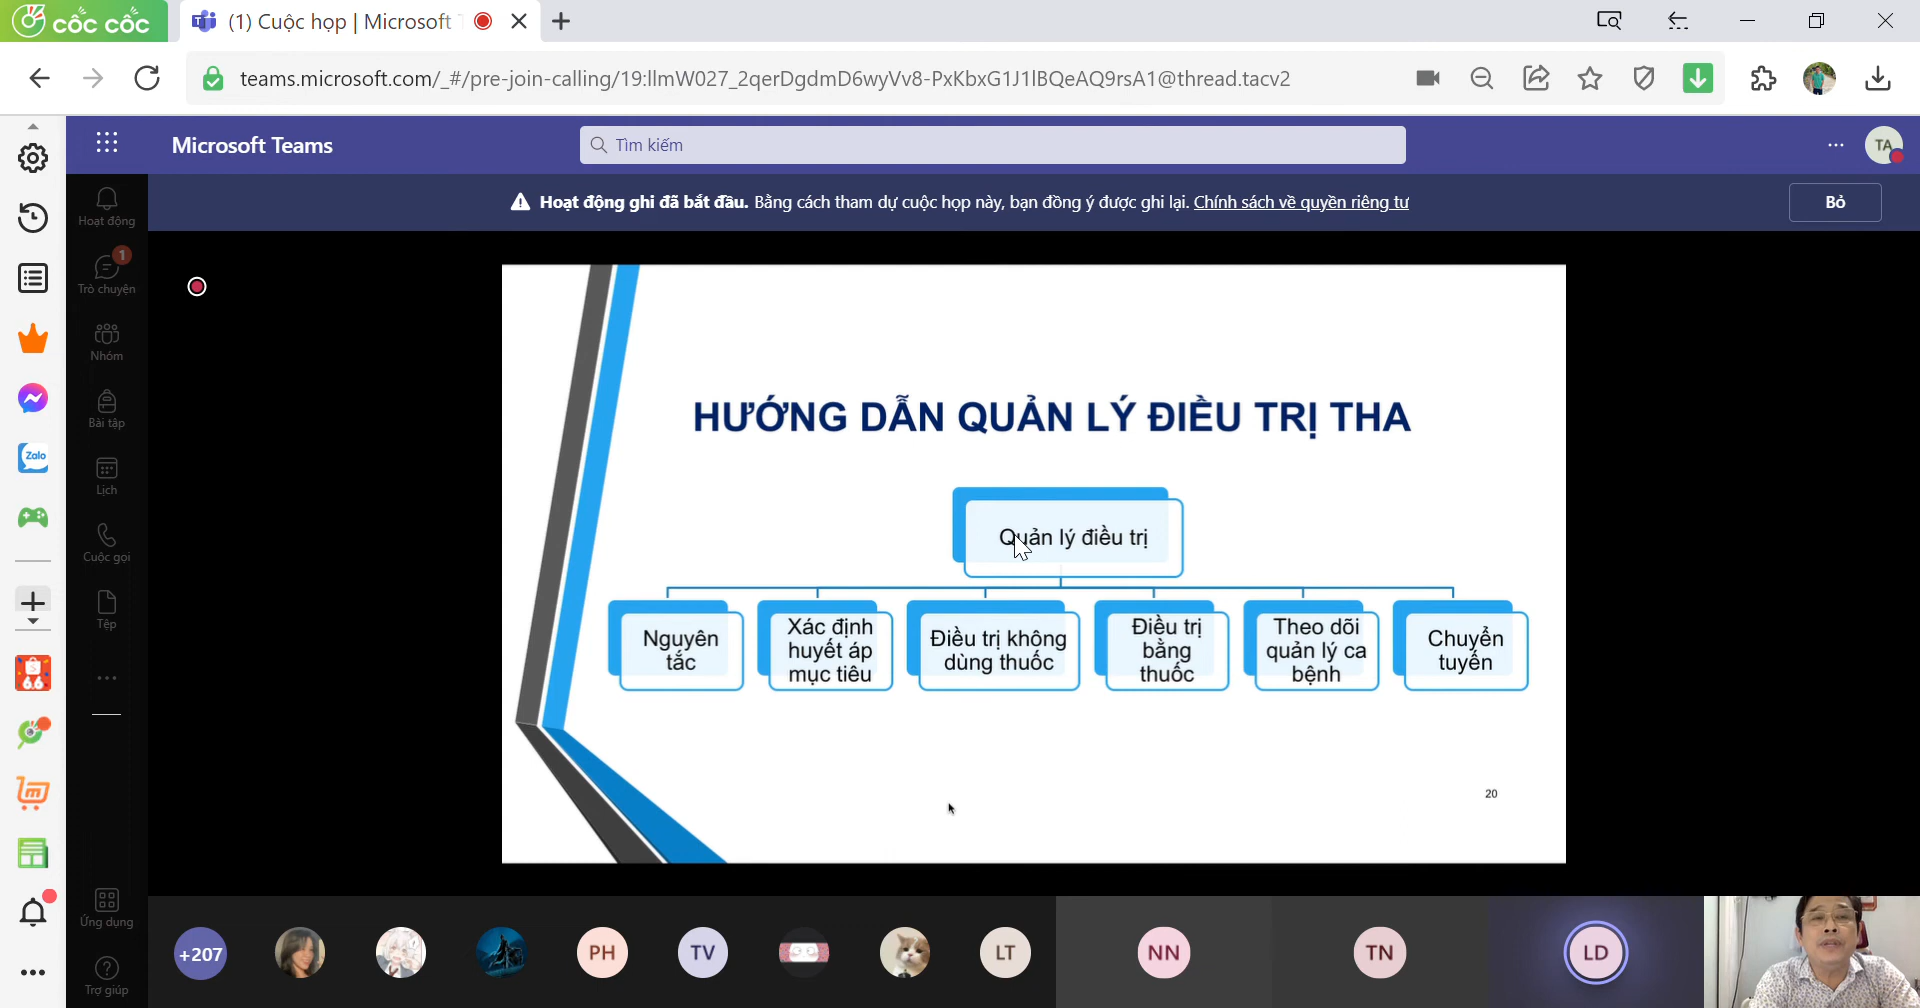 cốc cốc
(1) Cuộc họp | Microsoft
teams.microsoft.com/_#/pre-join-calling/19:llmW027_2qerDgdmD6wyVv8-PxKbxG1J1lBQeAQ9rsA1@thread.tacv2
Microsoft Teams
Tìm kiếm
TA
Hoạt động ghi đã bắt đầu. Bằng cách tham dự cuộc họp này, bạn đồng ý được ghi lại. Chính sách về quyền riêng tư
Bỏ
Hoạt động
1
Trò chuyện
Nhóm
Bài tập
Lịch
Cuộc gọi
Tệp
Ứng dụng
Trợ giúp
Zalo
6.6
HƯỚNG DẪN QUẢN LÝ ĐIỀU TRỊ THA
Quản lý điều trị
Nguyên
tắc
Xác định
huyết áp
mục tiêu
Điều trị không
dùng thuốc
Điều trị
bằng
thuốc
Theo dõi
quản lý ca
bệnh
Chuyển
tuyến
20
+207
PH
TV
LT
NN
TN
LD